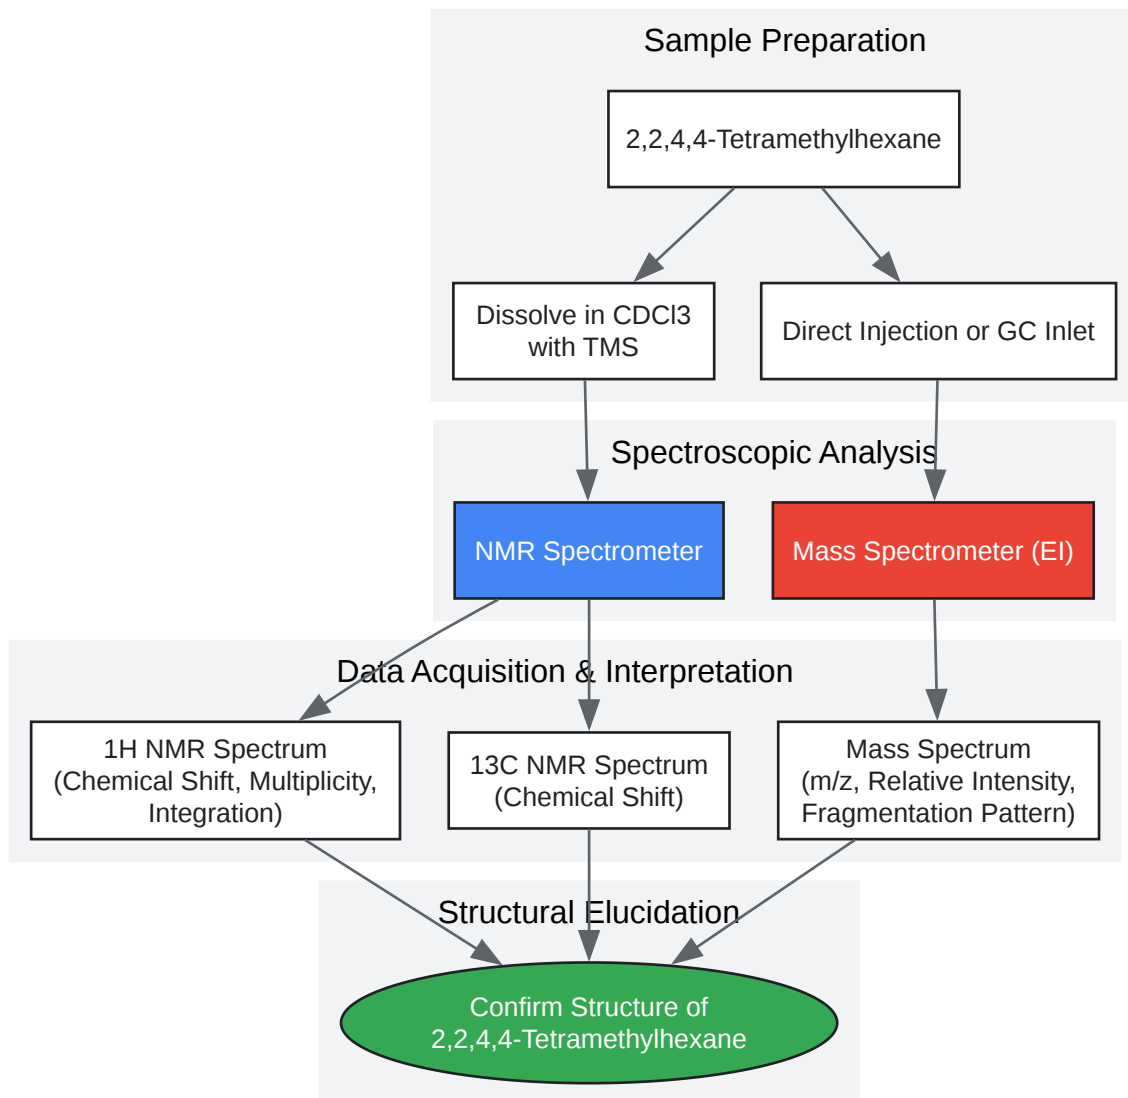 Sample Preparation
2,2,4,4-Tetramethylhexane
Dissolve in CDCl3
with TMS
Direct Injection or GC Inlet
Spectroscopic Analysis
NMR Spectrometer
Mass Spectrometer (EI)
Data Acquisition & Interpretation
1H NMR Spectrum
(Chemical Shift, Multiplicity,
Integration)
13C NMR Spectrum
(Chemical Shift)
Mass Spectrum
(m/z, Relative Intensity,
Fragmentation Pattern)
Structural Elucidation
Confirm Structure of
2,2,4,4-Tetramethylhexane